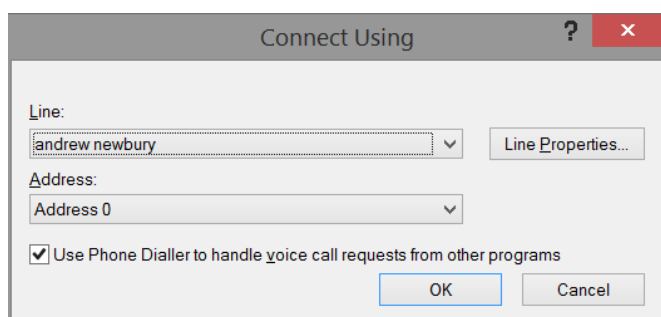 Connect Using
?
x
Line:
andrew newbury
Line Properties...
Address:
Address 0
Use Phone Dialler to handle voice call requests from other programs
OK
Cancel